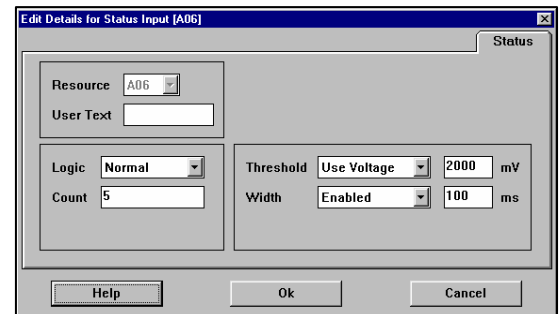 Edit Details for Status Input [A06]
Status
Resource A06
User Text
Logic Normal
Count 5
Threshold Use Voltage 2000 mV
Width Enabled 100 ms
Help Ok Cancel